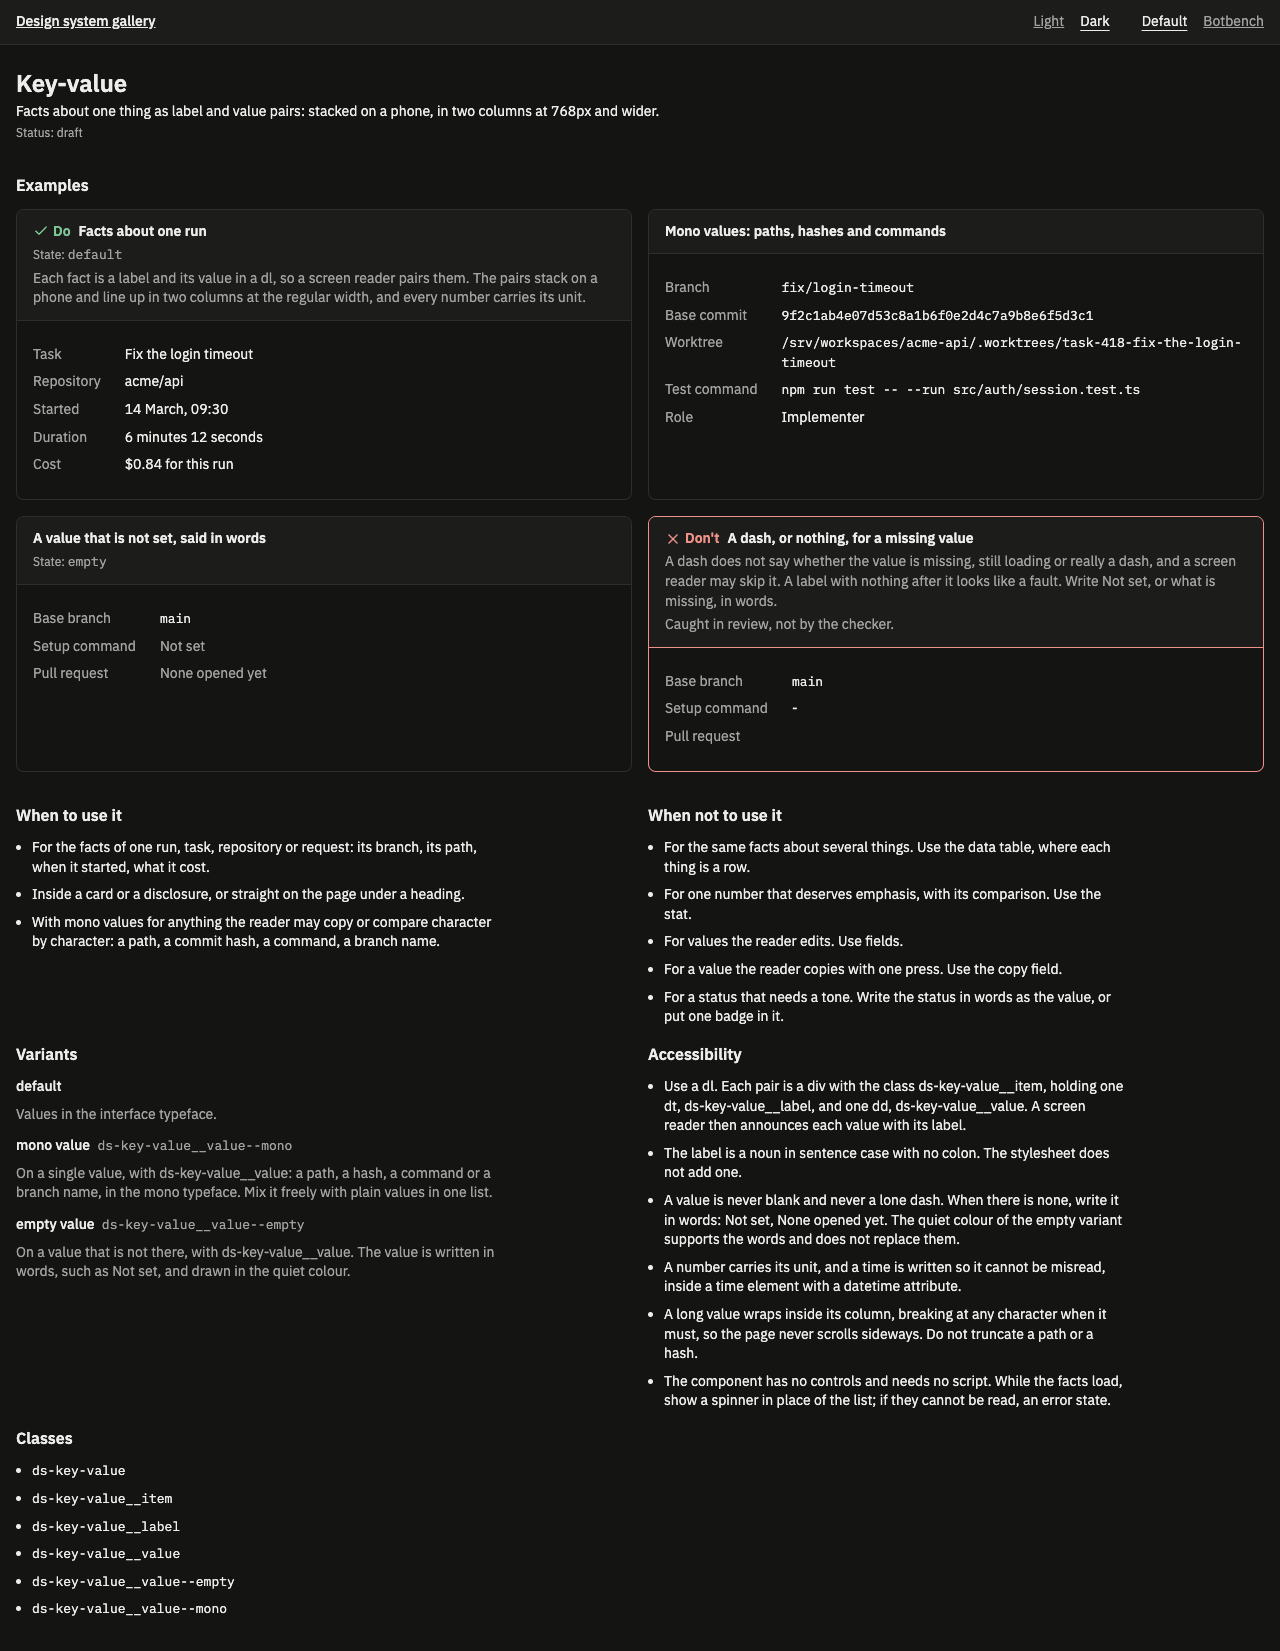 Design system gallery
Light Dark Default Botbench
Key-value
Facts about one thing as label and value pairs: stacked on a phone, in two columns at 768px and wider.
Status: draft
Examples
Do Facts about one run
State: default
Each fact is a label and its value in a dl, so a screen reader pairs them. The pairs stack on a
phone and line up in two columns at the regular width, and every number carries its unit.
Task Fix the login timeout
Repository acme/api
Started 14 March, 09:30
Duration 6 minutes 12 seconds
Cost $0.84 for this run
Mono values: paths, hashes and commands
Branch fix/login-timeout
Base commit 9f2c1ab4e07d53c8a1b6f0e2d4c7a9b8e6f5d3c1
Worktree /srv/workspaces/acme-api/.worktrees/task-418-fix-the-login-
timeout
Test command npm run test -- --run src/auth/session.test.ts
Role Implementer
A value that is not set, said in words
State: empty
Base branch main
Setup command Not set
Pull request None opened yet
Don't A dash, or nothing, for a missing value
A dash does not say whether the value is missing, still loading or really a dash, and a screen
reader may skip it. A label with nothing after it looks like a fault. Write Not set, or what is
missing, in words.
Caught in review, not by the checker.
Base branch main
Setup command -
Pull request
When to use it
• For the facts of one run, task, repository or request: its branch, its path,
when it started, what it cost.
• Inside a card or a disclosure, or straight on the page under a heading.
• With mono values for anything the reader may copy or compare character
by character: a path, a commit hash, a command, a branch name.
When not to use it
• For the same facts about several things. Use the data table, where each
thing is a row.
• For one number that deserves emphasis, with its comparison. Use the
stat.
• For values the reader edits. Use fields.
• For a value the reader copies with one press. Use the copy field.
• For a status that needs a tone. Write the status in words as the value, or
put one badge in it.
Variants
default
Values in the interface typeface.
mono value ds-key-value__value--mono
On a single value, with ds-key-value__value: a path, a hash, a command or a
branch name, in the mono typeface. Mix it freely with plain values in one list.
empty value ds-key-value__value--empty
On a value that is not there, with ds-key-value__value. The value is written in
words, such as Not set, and drawn in the quiet colour.
Accessibility
• Use a dl. Each pair is a div with the class ds-key-value__item, holding one
dt, ds-key-value__label, and one dd, ds-key-value__value. A screen
reader then announces each value with its label.
• The label is a noun in sentence case with no colon. The stylesheet does
not add one.
• A value is never blank and never a lone dash. When there is none, write it
in words: Not set, None opened yet. The quiet colour of the empty variant
supports the words and does not replace them.
• A number carries its unit, and a time is written so it cannot be misread,
inside a time element with a datetime attribute.
• A long value wraps inside its column, breaking at any character when it
must, so the page never scrolls sideways. Do not truncate a path or a
hash.
• The component has no controls and needs no script. While the facts load,
show a spinner in place of the list; if they cannot be read, an error state.
Classes
• ds-key-value
• ds-key-value__item
• ds-key-value__label
• ds-key-value__value
• ds-key-value__value--empty
• ds-key-value__value--mono